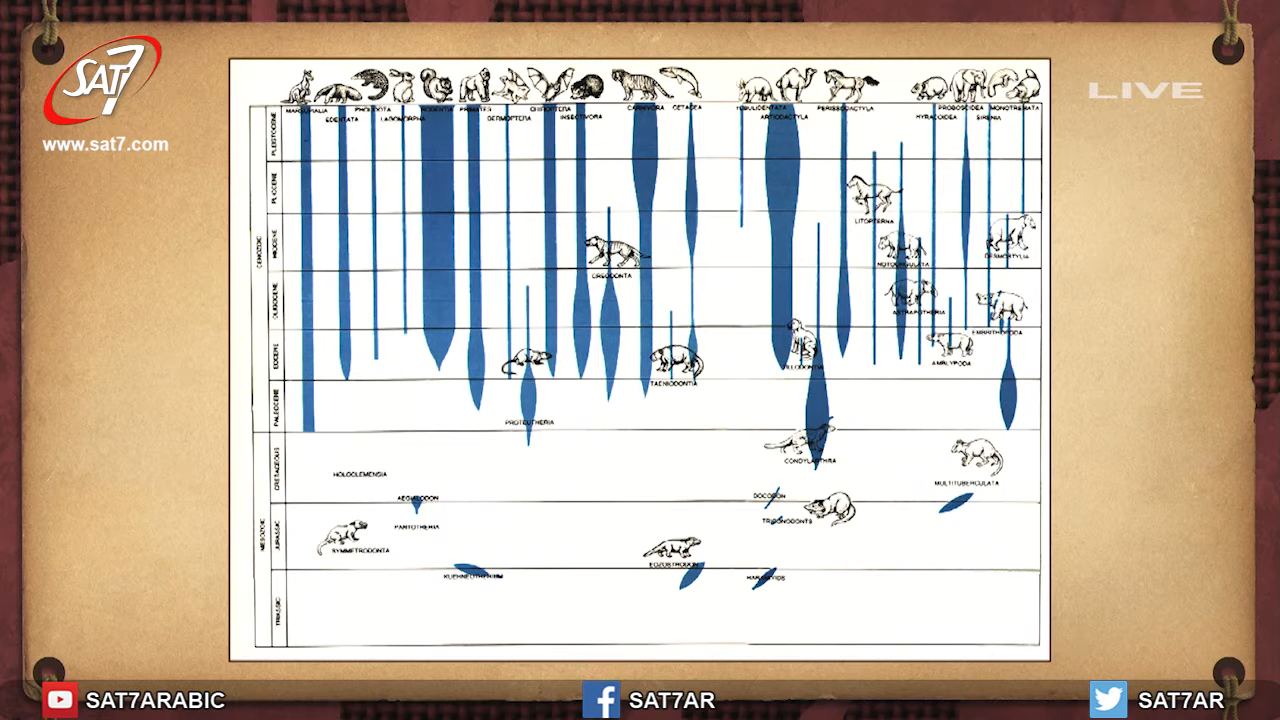 SAT7
www.sat7.com
LIVE
MARSUPIALIA
EDENTATA
PHOLIDOTA
LAGOMORPHA
RODENTIA
PRIMATES
DERMOPTERA
CHIROPTERA
INSECTIVORA
CARNIVORA
CETACEA
TUBULIDENTATA
ARTIODACTYLA
PERISSODACTYLA
HYRACOIDEA
PROBOSCIDEA
SIRENIA
MONOTREMATA
CENOZOIC
PLEISTOCENE
PLIOCENE
MIOCENE
OLIGOCENE
EOCENE
PALEOCENE
MESOZOIC
CRETACEOUS
JURASSIC
TRIASSIC
LITOPTERNA
NOTOUNGULATA
DESMOSTYLIA
CREODONTA
ASTRAPOTHERIA
EMBRITHOPODA
AMBLYPODA
TILLODONTIA
TAENIODONTIA
PROTEUTHERIA
CONDYLARTHRA
HOLOCLEMENSIA
MULTITUBERCULATA
AEGIALODON
DOCODON
PANTOTHERIA
TRICONODONTS
SYMMETRODONTA
EOZOSTRODON
KUEHNEOTHERIUM
HARAMIYIDS
SAT7ARABIC
SAT7AR
SAT7AR